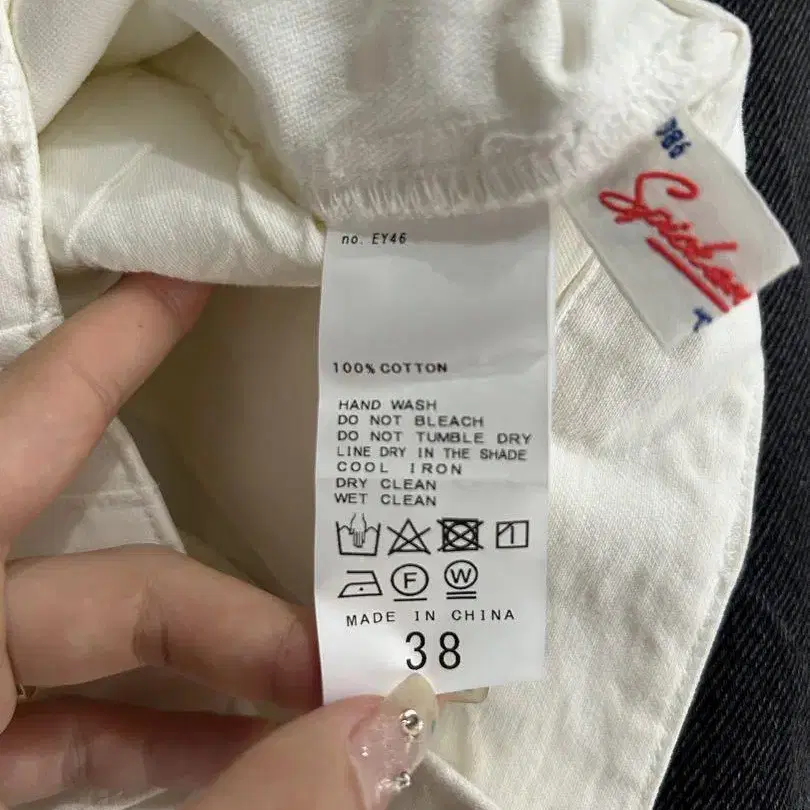 no. EY46
100% COTTON
HAND WASH
DO NOT BLEACH
DO NOT TUMBLE DRY
LINE DRY IN THE SHADE
COOL IRON
DRY CLEAN
WET CLEAN
F
W
MADE IN CHINA
38